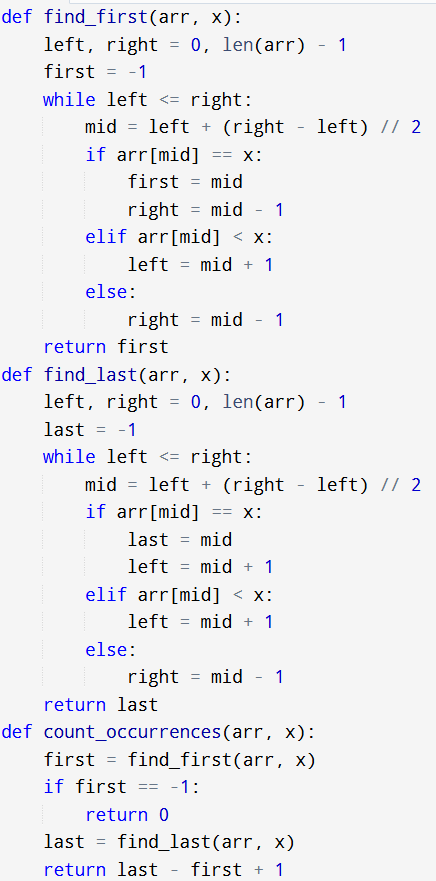 def find_first(arr, x):
    left, right = 0, len(arr) - 1
    first = -1
    while left <= right:
        mid = left + (right - left) // 2
        if arr[mid] == x:
            first = mid
            right = mid - 1
        elif arr[mid] < x:
            left = mid + 1
        else:
            right = mid - 1
    return first
def find_last(arr, x):
    left, right = 0, len(arr) - 1
    last = -1
    while left <= right:
        mid = left + (right - left) // 2
        if arr[mid] == x:
            last = mid
            left = mid + 1
        elif arr[mid] < x:
            left = mid + 1
        else:
            right = mid - 1
    return last
def count_occurrences(arr, x):
    first = find_first(arr, x)
    if first == -1:
        return 0
    last = find_last(arr, x)
    return last - first + 1